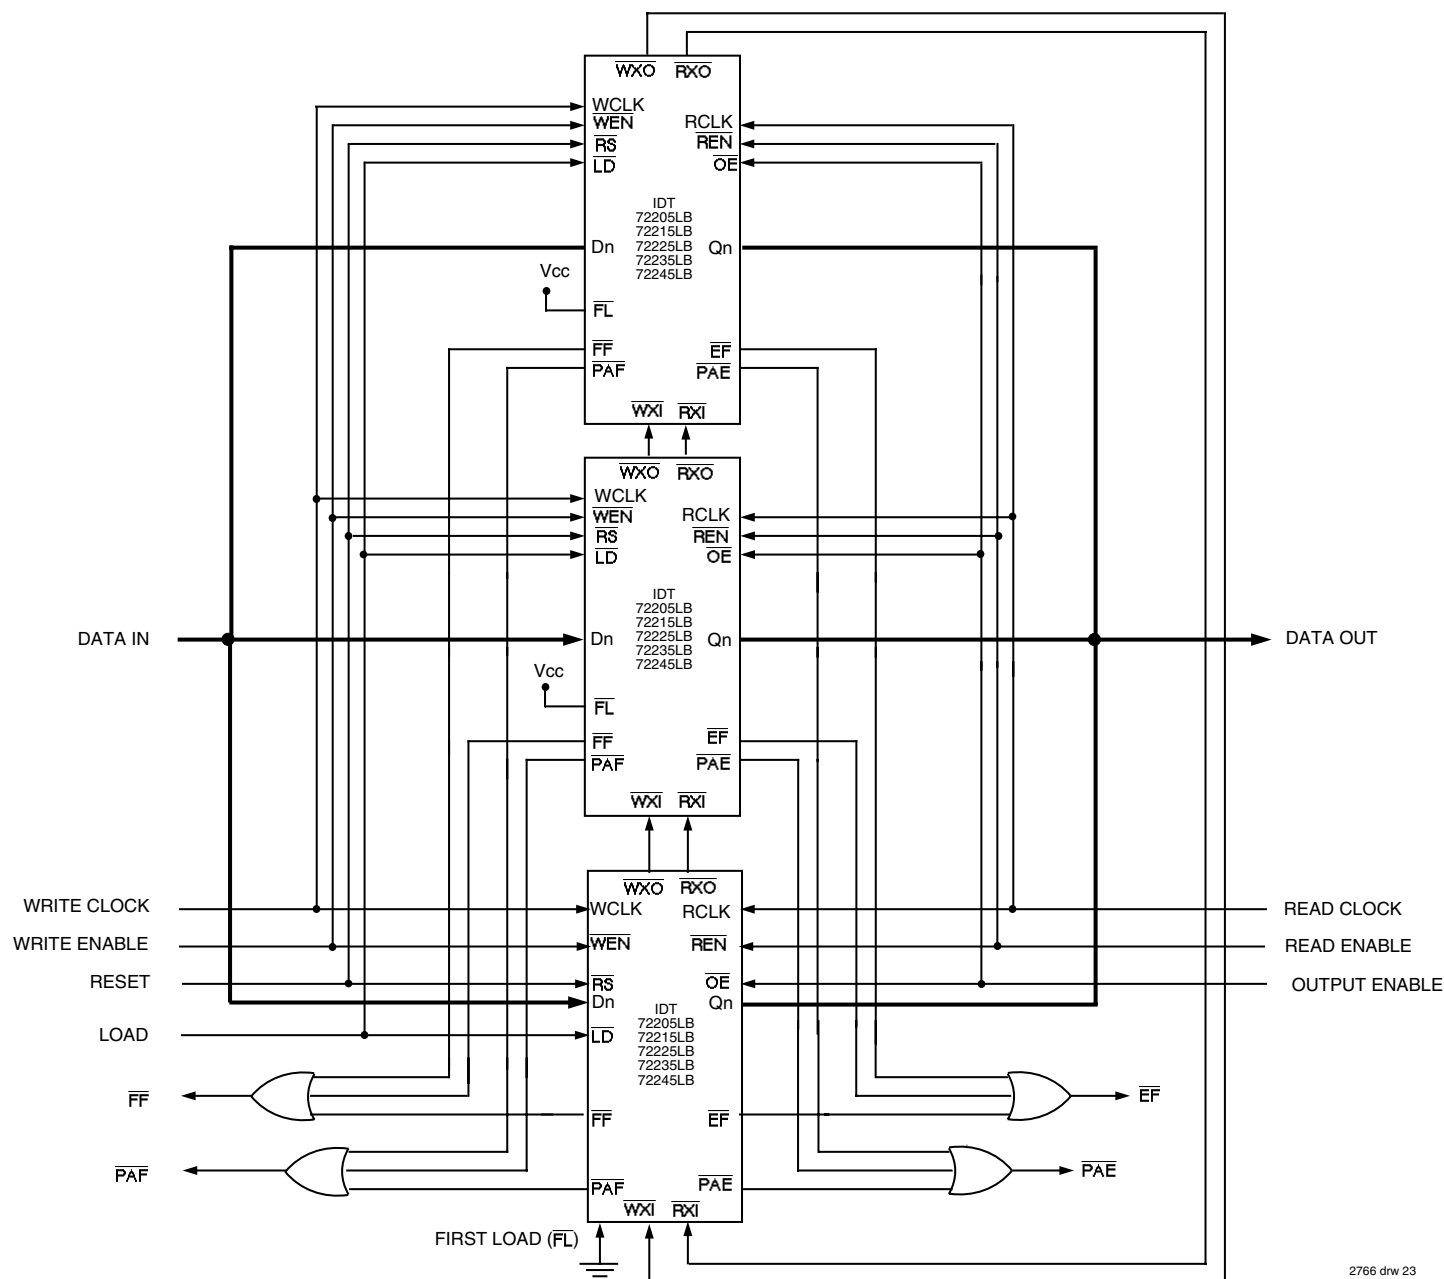 WXO RXO
WCLK
WEN RCLK
RS REN
LD OE
IDT
72205LB
72215LB
Dn 72225LB Qn
72235LB
72245LB
Vcc
FL
FF EF
PAF PAE
WXI RXI
WXO RXO
WCLK
WEN RCLK
RS REN
LD OE
IDT
72205LB
72215LB
DATA IN Dn 72225LB Qn DATA OUT
72235LB
72245LB
Vcc
FL
FF EF
PAF PAE
WXI RXI
WXO RXO
WRITE CLOCK WCLK RCLK READ CLOCK
WRITE ENABLE WEN REN READ ENABLE
RESET RS OE OUTPUT ENABLE
Dn Qn
IDT
72205LB
LOAD LD 72215LB
72225LB
72235LB
72245LB
FF EF
FF EF
PAF PAE
PAF PAE
WXI RXI
FIRST LOAD (FL)
2766 drw 23